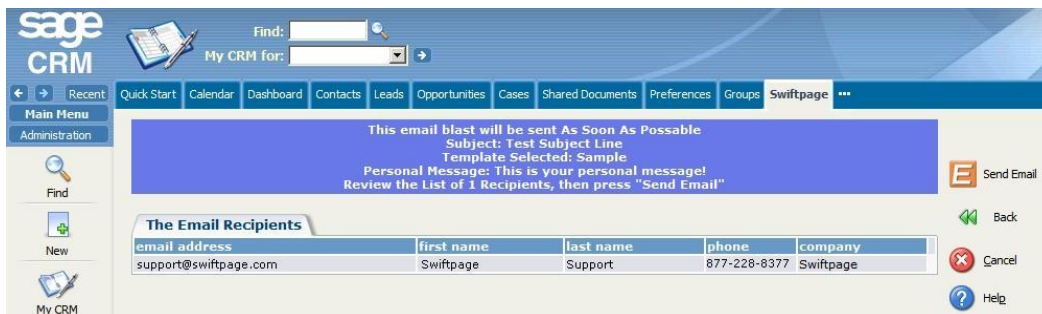 sage
CRM
Find:
My CRM for:
Recent
Quick Start Calendar Dashboard Contacts Leads Opportunities Cases Shared Documents Preferences Groups Swiftpage
Main Menu
Administration
Find
New
My CRM
This email blast will be sent As Soon As Possable
Subject: Test Subject Line
Template Selected: Sample
Personal Message: This is your personal message!
Review the List of 1 Recipients, then press "Send Email"
The Email Recipients
email address first name last name phone company
support@swiftpage.com Swiftpage Support 877-228-8377 Swiftpage
Send Email
Back
Cancel
Help